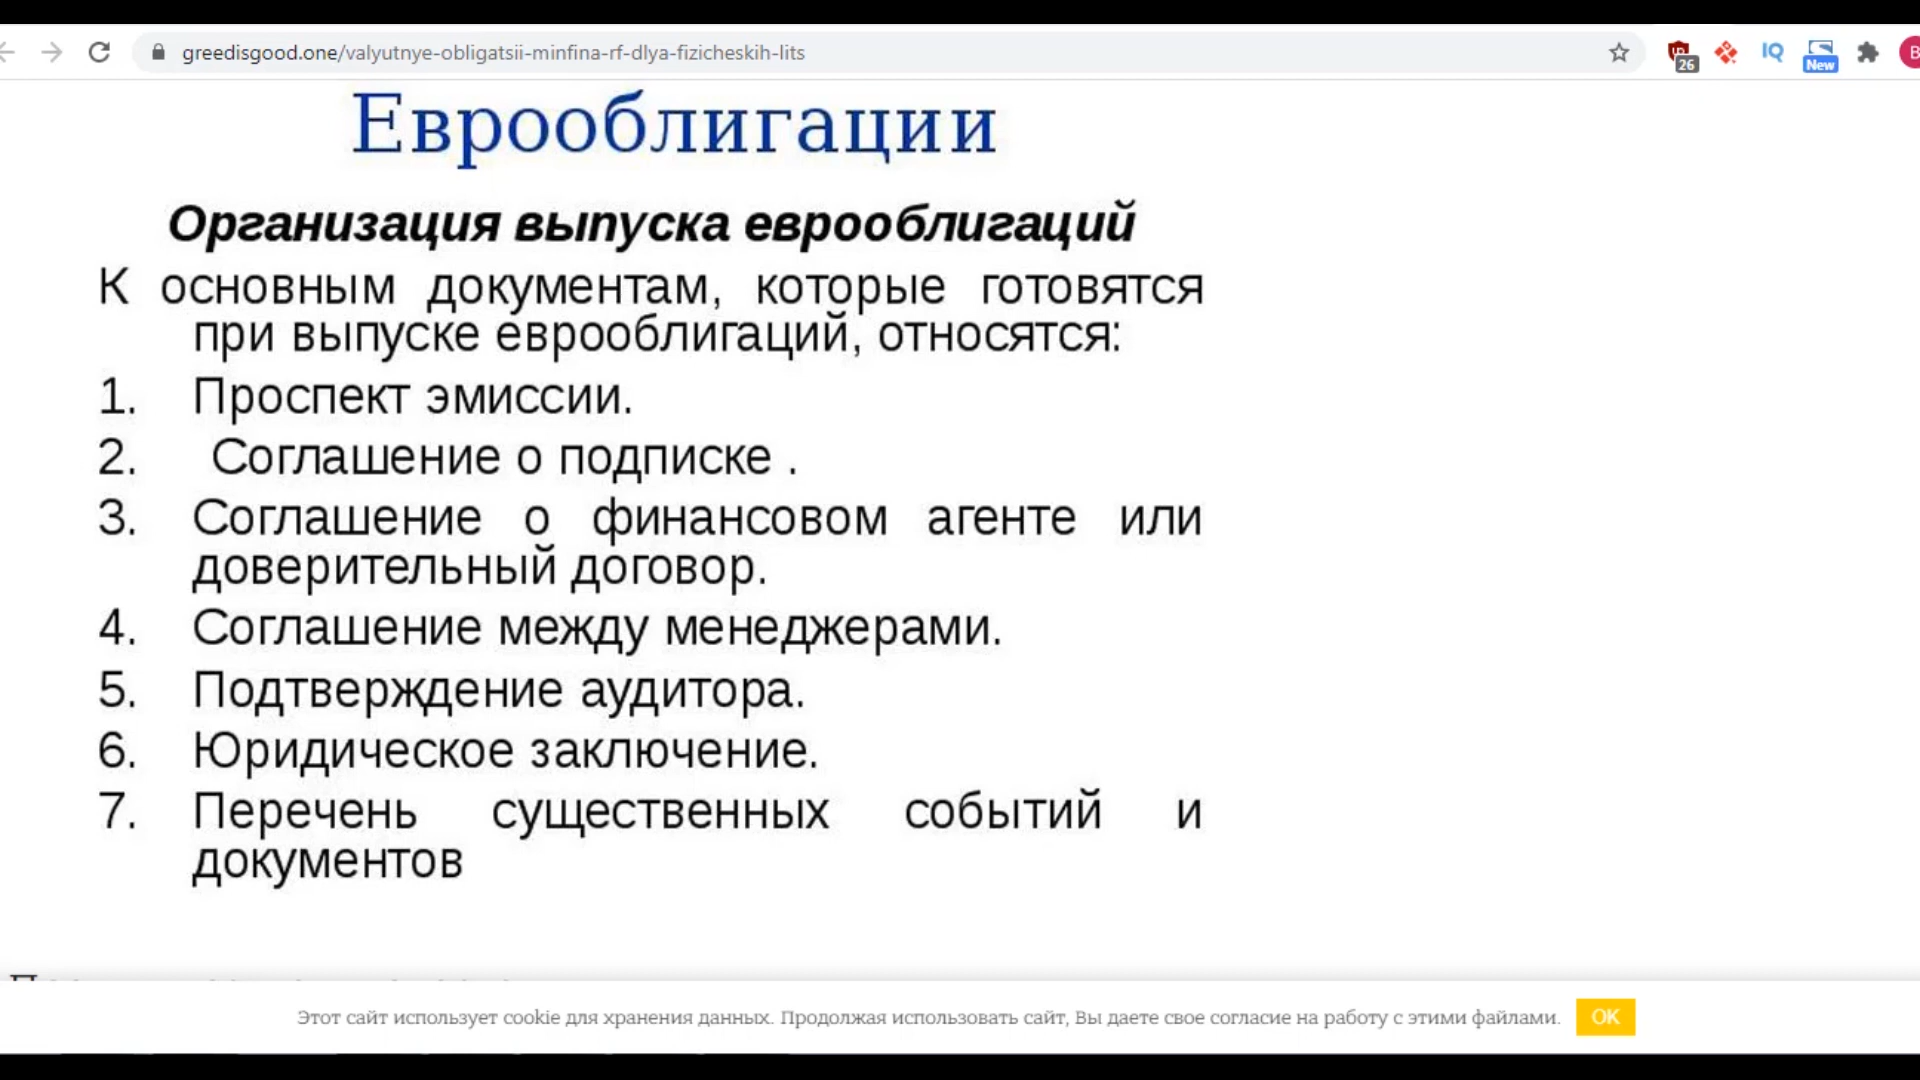 greedisgood.one/valyutnye-obligatsii-minfina-rf-dlya-fizicheskih-lits
26
IQ
New
B
Еврооблигации
Организация выпуска еврооблигаций
К основным документам, которые готовятся
при выпуске еврооблигаций, относятся:
1. Проспект эмиссии.
2. Соглашение о подписке .
3. Соглашение о финансовом агенте или
доверительный договор.
4. Соглашение между менеджерами.
5. Подтверждение аудитора.
6. Юридическое заключение.
7. Перечень существенных событий и
документов
Этот сайт использует cookie для хранения данных. Продолжая использовать сайт, Вы даете свое согласие на работу с этими файлами.
OK